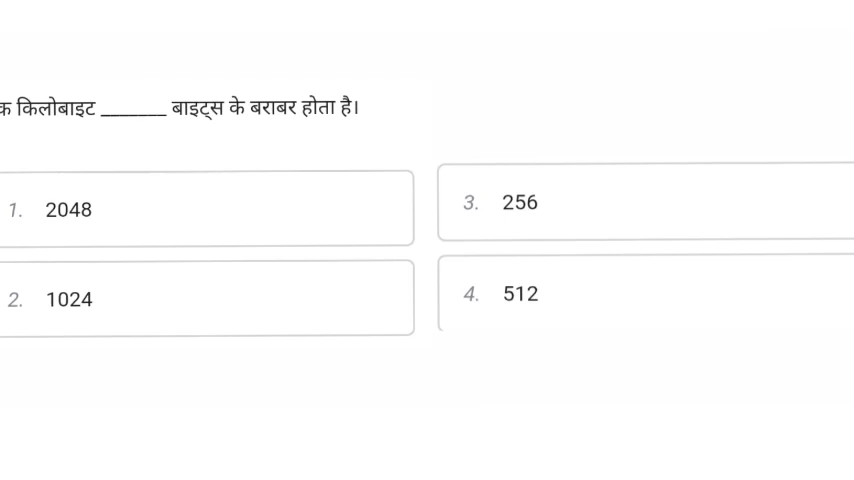 क किलोबाइट _______ बाइट्स के बराबर होता है।
1. 2048
2. 1024
3. 256
4. 512